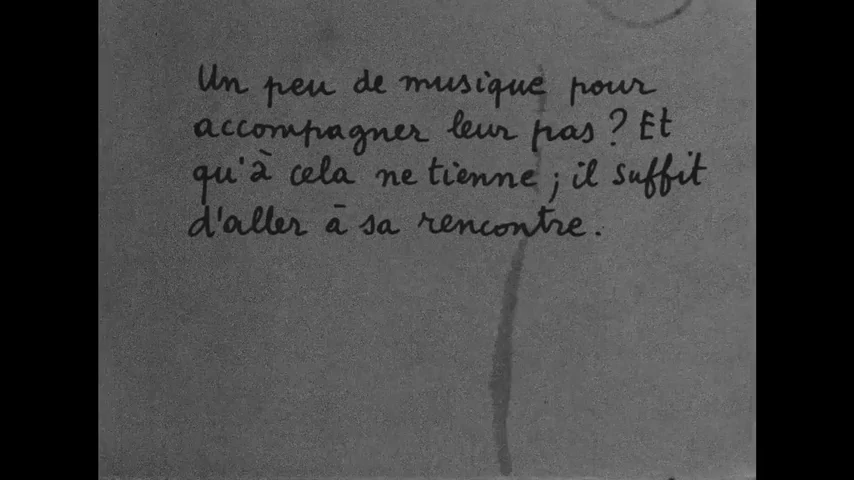 Un peu de musique pour
accompagner leur pas ? Et
qu'à cela ne tienne ; il suffit
d'aller à sa rencontre.